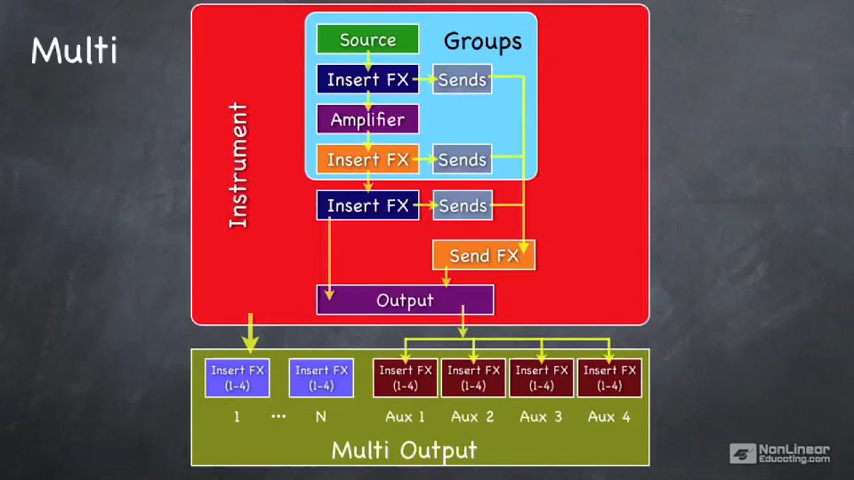 Multi
Instrument
Groups
Source
Insert FX
Sends
Amplifier
Insert FX
Sends
Insert FX
Sends
Send FX
Output
Insert FX
(1-4)
Insert FX
(1-4)
Insert FX
(1-4)
Insert FX
(1-4)
Insert FX
(1-4)
Insert FX
(1-4)
1 ... N Aux 1 Aux 2 Aux 3 Aux 4
Multi Output
NonLinear
Educating.com